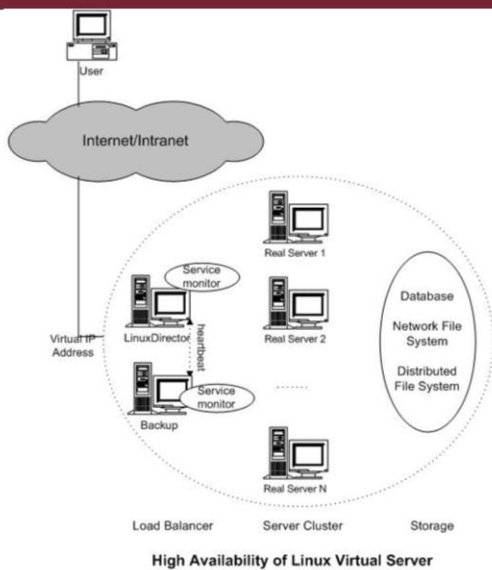 User
Internet/Intranet
Real Server 1
Service
monitor
LinuxDirector
Real Server 2
Virtual IP
Address
heartbeat
Service
monitor
Backup
......
Real Server N
Database
Network File
System
Distributed
File System
Load Balancer
Server Cluster
Storage
High Availability of Linux Virtual Server